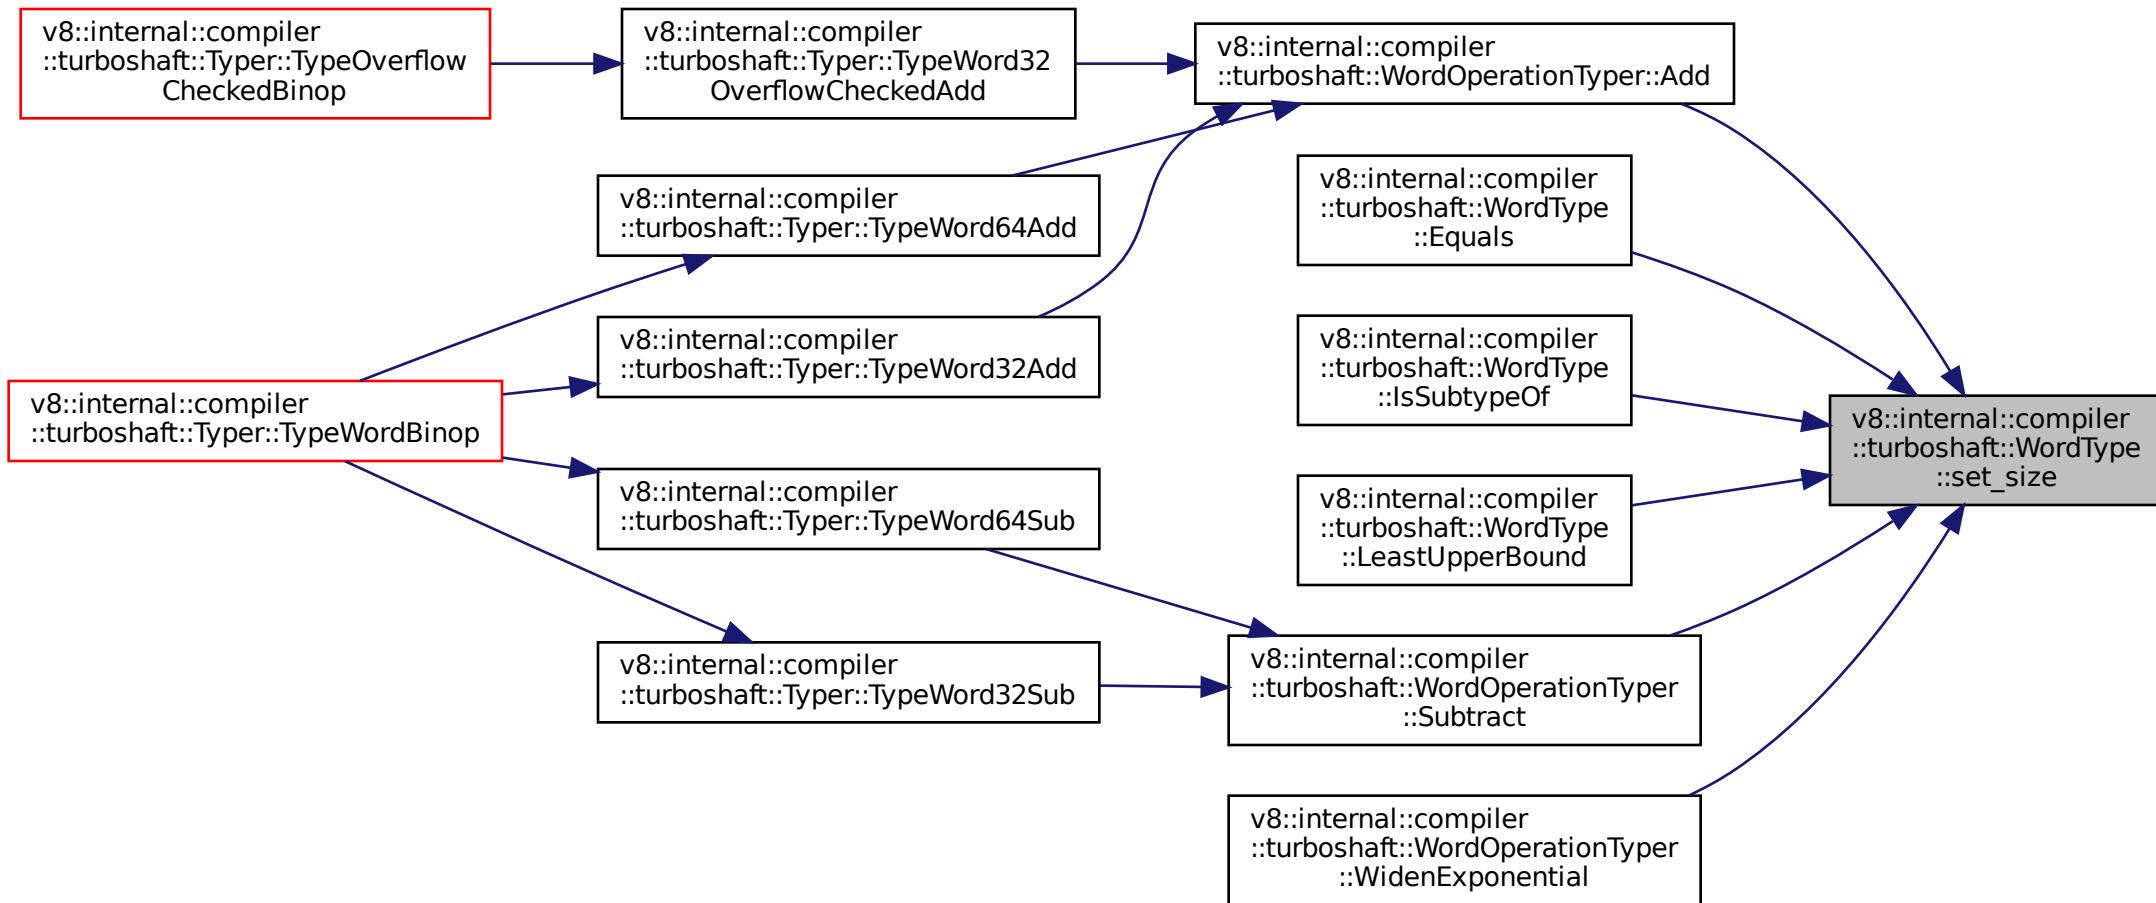 v8::internal::compiler
::turboshaft::Typer::TypeOverflow
CheckedBinop
v8::internal::compiler
::turboshaft::Typer::TypeWord32
OverflowCheckedAdd
v8::internal::compiler
::turboshaft::WordOperationTyper::Add
v8::internal::compiler
::turboshaft::Typer::TypeWord64Add
v8::internal::compiler
::turboshaft::WordType
::Equals
v8::internal::compiler
::turboshaft::Typer::TypeWord32Add
v8::internal::compiler
::turboshaft::WordType
::IsSubtypeOf
v8::internal::compiler
::turboshaft::Typer::TypeWordBinop
v8::internal::compiler
::turboshaft::WordType
::set_size
v8::internal::compiler
::turboshaft::Typer::TypeWord64Sub
v8::internal::compiler
::turboshaft::WordType
::LeastUpperBound
v8::internal::compiler
::turboshaft::Typer::TypeWord32Sub
v8::internal::compiler
::turboshaft::WordOperationTyper
::Subtract
v8::internal::compiler
::turboshaft::WordOperationTyper
::WidenExponential